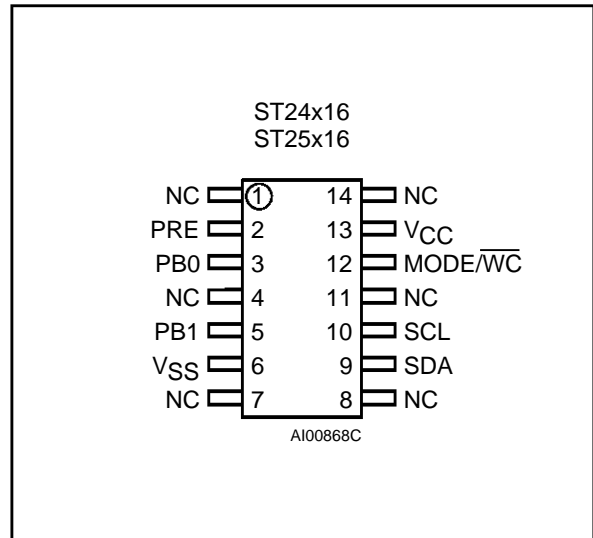 ST24x16
ST25x16
NC 1 14 NC
PRE 2 13 VCC
PB0 3 12 MODE/W̅C̅
NC 4 11 NC
PB1 5 10 SCL
VSS 6 9 SDA
NC 7 8 NC
AI00868C